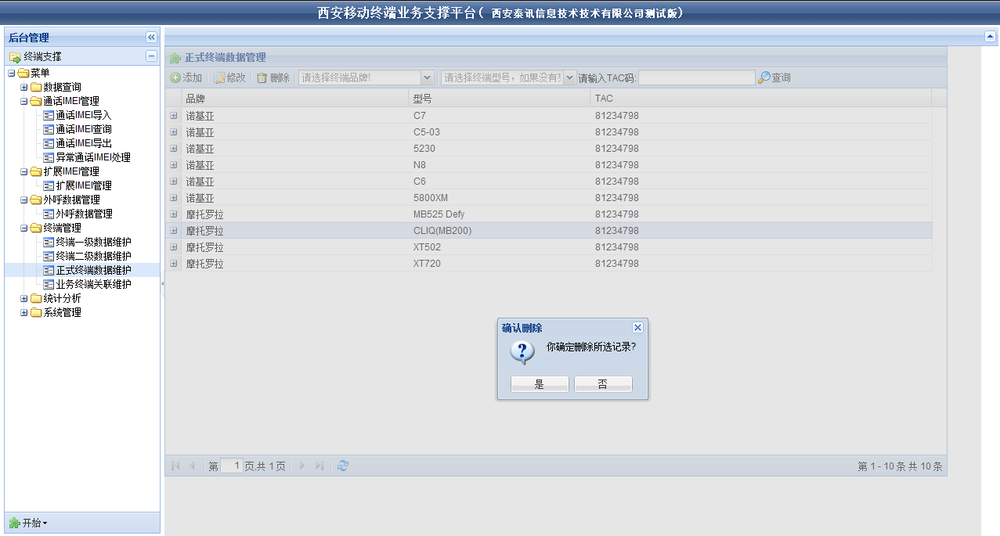 西安移动终端业务支撑平台( 西安秦讯信息技术技术有限公司测试版)
后台管理
终端支撑
菜单
数据查询
通话IMEI管理
通话IMEI导入
通话IMEI查询
通话IMEI导出
异常通话IMEI处理
扩展IMEI管理
扩展IMEI管理
外呼数据管理
外呼数据管理
终端管理
终端一级数据维护
终端二级数据维护
正式终端数据维护
业务终端关联维护
统计分析
系统管理
开始
正式终端数据管理
添加 修改 删除 请选择终端品牌! 请选择终端型号，如果没有 请输入TAC码: 查询
品牌 型号 TAC
诺基亚 C7 81234798
诺基亚 C5-03 81234798
诺基亚 5230 81234798
诺基亚 N8 81234798
诺基亚 C6 81234798
诺基亚 5800XM 81234798
摩托罗拉 MB525 Defy 81234798
摩托罗拉 CLIQ(MB200) 81234798
摩托罗拉 XT502 81234798
摩托罗拉 XT720 81234798
确认删除
你确定删除所选记录?
是 否
第 1 页,共 1 页 第 1 - 10 条 共 10 条